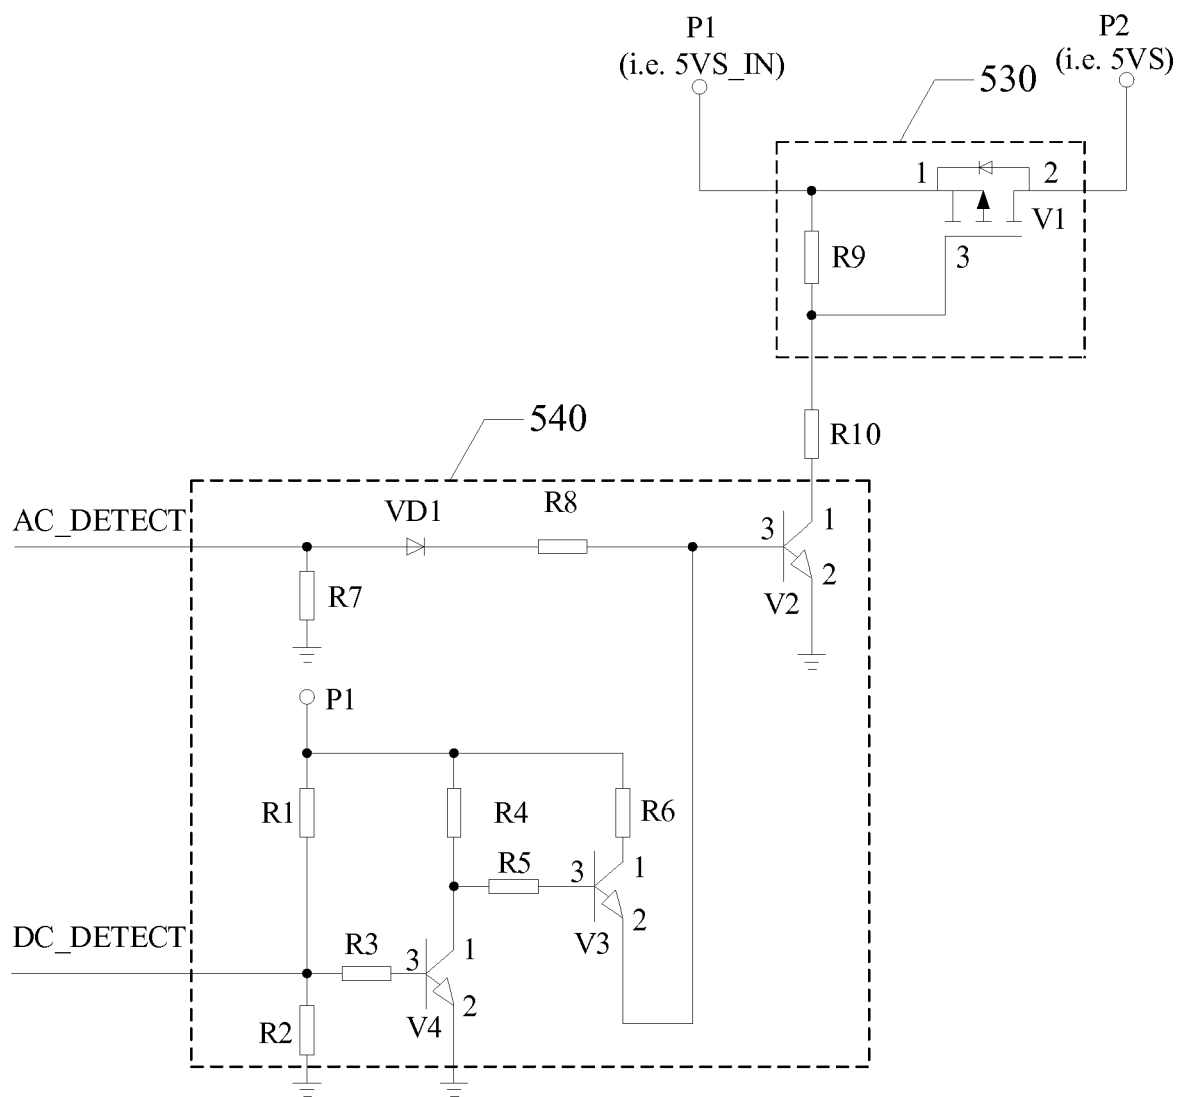 P1
(i.e. 5VS_IN)
P2
(i.e. 5VS)
530
1
2
V1
R9
3
R10
540
AC_DETECT
VD1
R8
3
1
2
V2
R7
P1
R1
R4
R6
R5
3
1
2
V3
DC_DETECT
R3
3
1
2
V4
R2